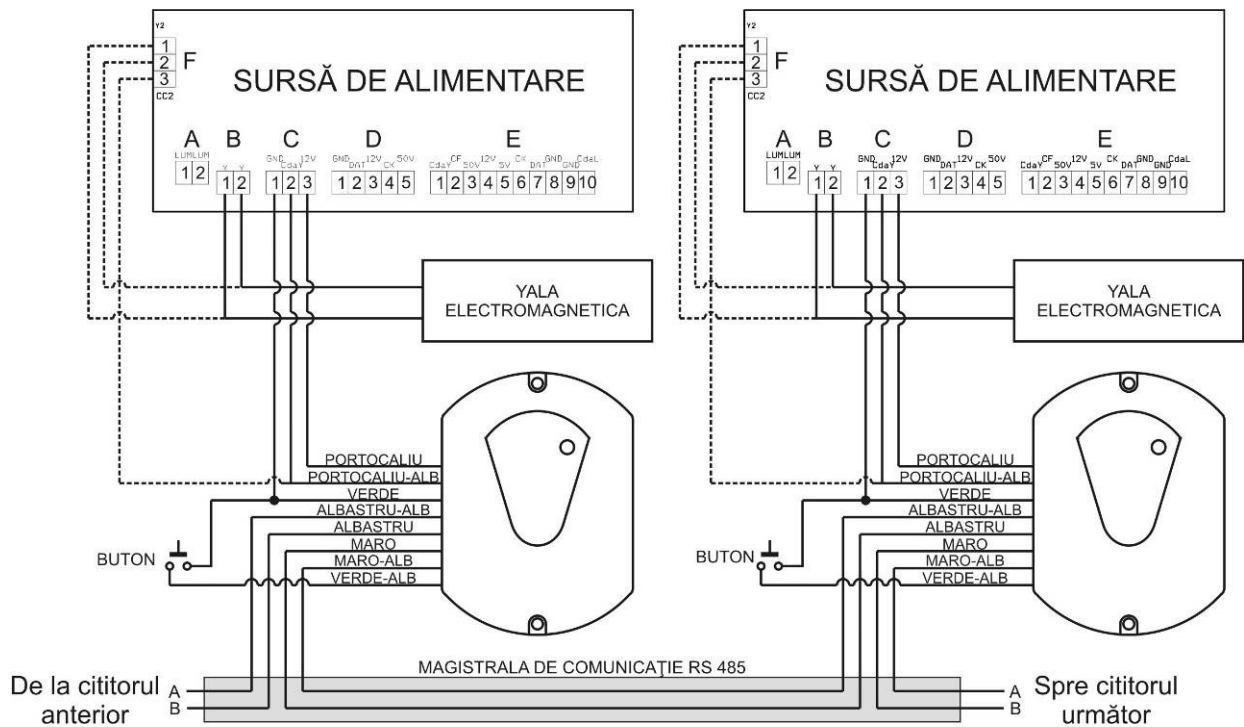 Y2
1
2
3
F
CC2
SURSĂ DE ALIMENTARE
A
B
C
D
E
LUM LUM
1 2
Y Y
1 2
GND CdaY 12V
1 2 3
GND DAT 12V CK 50V
1 2 3 4 5
CdaY CF 50V 12V 5V CK DAT GND GND CdaL
1 2 3 4 5 6 7 8 9 10
YALA
ELECTROMAGNETICA
PORTOCALIU
PORTOCALIU-ALB
VERDE
ALBASTRU-ALB
ALBASTRU
MARO
MARO-ALB
VERDE-ALB
BUTON
Y2
1
2
3
F
CC2
SURSĂ DE ALIMENTARE
A
B
C
D
E
LUM LUM
1 2
Y Y
1 2
GND CdaY 12V
1 2 3
GND DAT 12V CK 50V
1 2 3 4 5
CdaY CF 50V 12V 5V CK DAT GND GND CdaL
1 2 3 4 5 6 7 8 9 10
YALA
ELECTROMAGNETICA
PORTOCALIU
PORTOCALIU-ALB
VERDE
ALBASTRU-ALB
ALBASTRU
MARO
MARO-ALB
VERDE-ALB
BUTON
MAGISTRALA DE COMUNICAŢIE RS 485
De la cititorul
anterior
A
B
A
B
Spre cititorul
următor